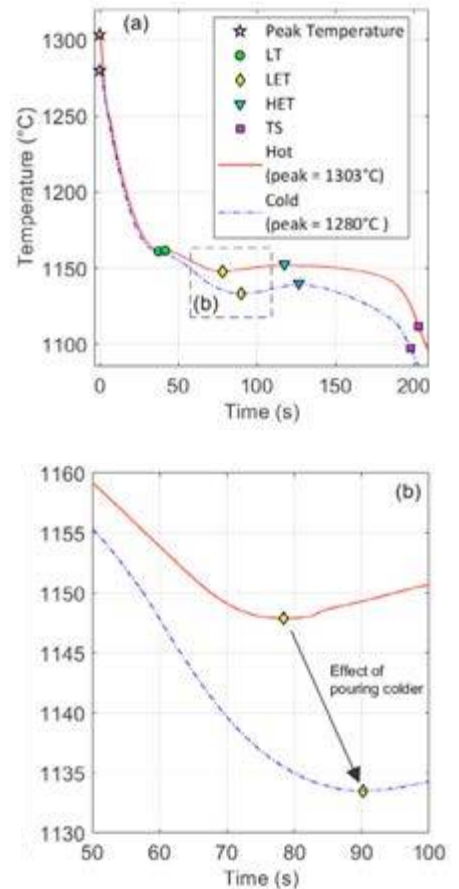 (a)
Peak Temperature
LT
LET
HET
TS
Hot
(peak = 1303°C)
Cold
(peak = 1280°C )
1300
1250
1200
1150
1100
Temperature (°C)
(b)
0
50
100
150
200
Time (s)
(b)
1160
1155
1150
1145
1140
1135
1130
Effect of
pouring colder
50
60
70
80
90
100
Time (s)